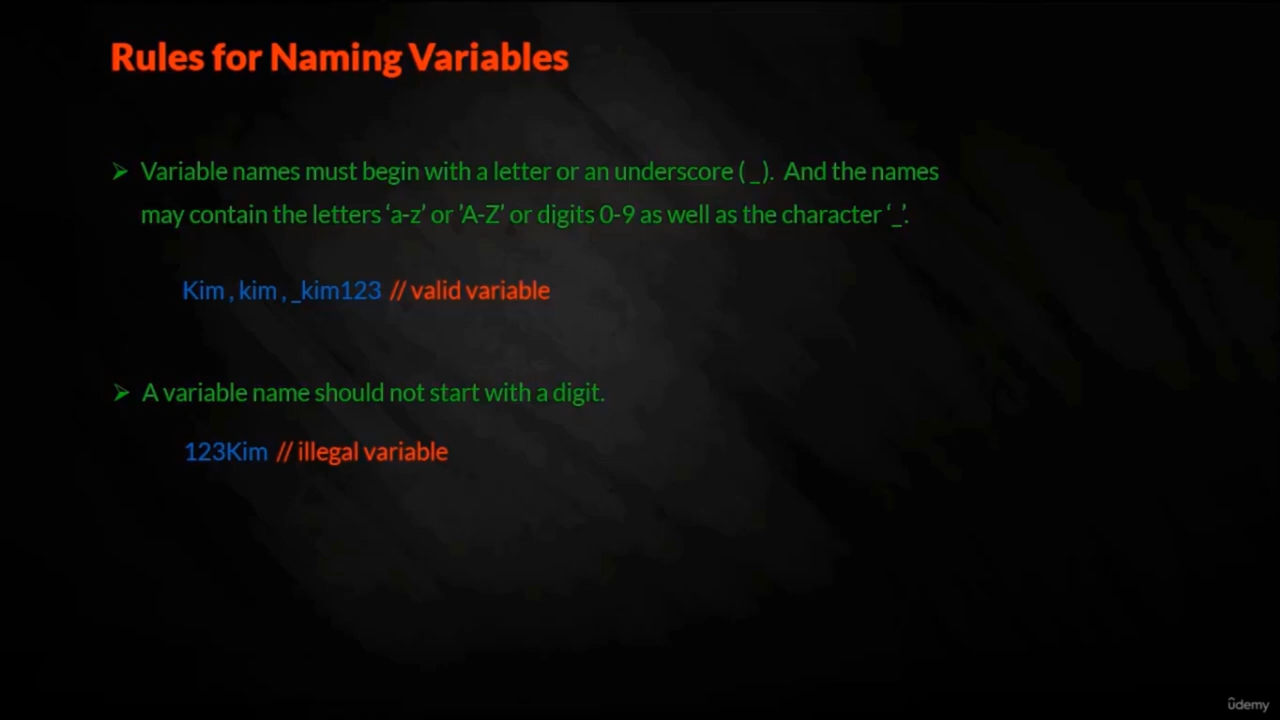 Rules for Naming Variables
➢ Variable names must begin with a letter or an underscore ( _ ). And the names
may contain the letters ‘a-z’ or ’A-Z’ or digits 0-9 as well as the character ‘_’.
Kim , kim , _kim123 // valid variable
➢ A variable name should not start with a digit.
123Kim // illegal variable
ûdemy